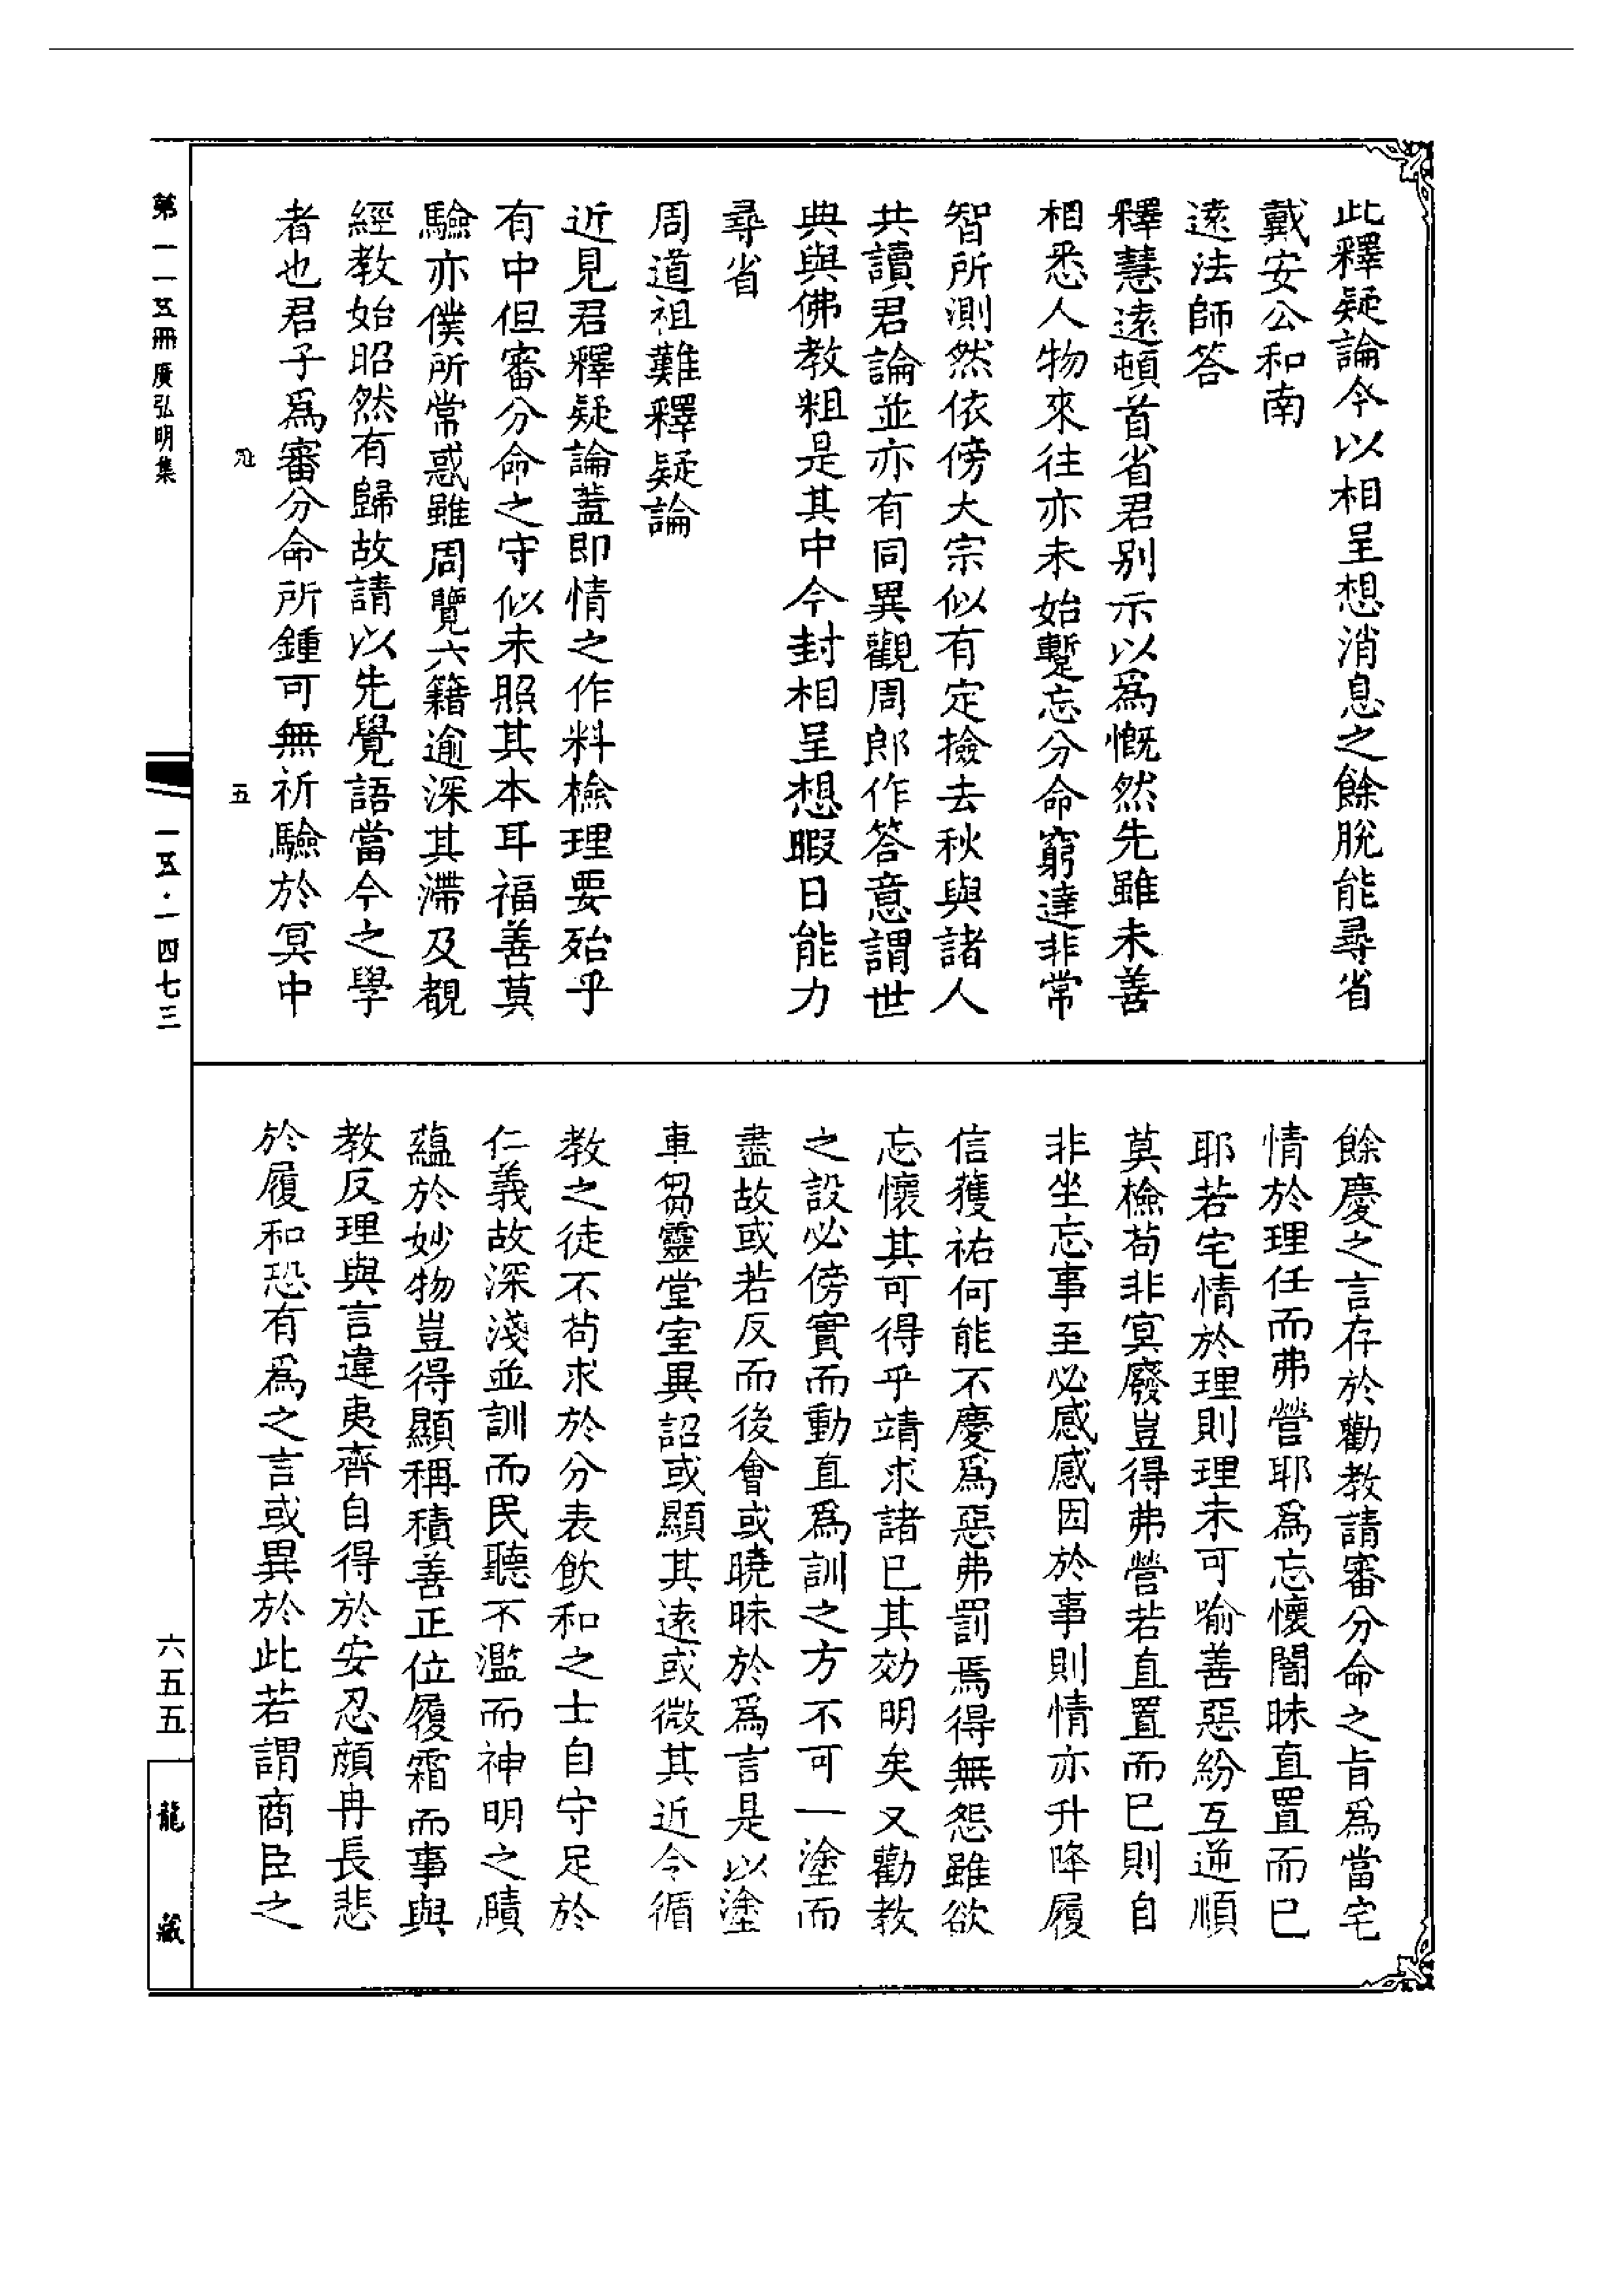 此釋疑論今以相呈想消息之餘脫能尋省
戴安公和南
遠法師答
釋慧遠頓首省君別示以爲慨然先雖未善
相悉人物來往亦未始蹔忘分命窮達非常
智所測然依傍大宗似有定撿去秋與諸人
共讀君論並亦有同異觀周郎作答意謂世
典與佛教粗是其中今封相呈想暇日能力
尋省
周道祖難釋疑論
近見君釋疑論蓋即情之作料檢理要殆乎
有中但審分命之守似未照其本耳福善莫
驗亦僕所常惑雖周覽六籍逾深其滯及覩
經教始昭然有歸故請以先覺語當今之學
者也君子爲審分命所鍾可無祈驗於冥中
餘慶之言存於勸教請審分命之旨爲當宅
情於理任而弗營耶爲忘懷闇昧直置而已
耶若宅情於理則理未可喻善惡紛互逆順
莫檢苟非冥廢豈得弗營若直置而已則自
非坐忘事至必感感因於事則情亦升降履
信獲祐何能不慶爲惡弗罰焉得無怨雖欲
忘懷其可得乎靖求諸已其効明矣又勸教
之設必傍實而動直爲訓之方不可一塗而
盡故或若反而後會或曉昧於爲言是以塗
車芻靈堂室異詔或顯其遠或微其近今循
教之徒不苟求於分表飲和之士自守足於
仁義故深淺並訓而民聽不濫而神明之賾
蘊於妙物豈得顯稱積善正位履霜而事與
教反理與言違夷齊自得於安忍顔冉長悲
於履和恐有爲之言或異於此若謂商臣之
第一一五冊 廣弘明集
五
一五·一四七三
六五五
龍藏